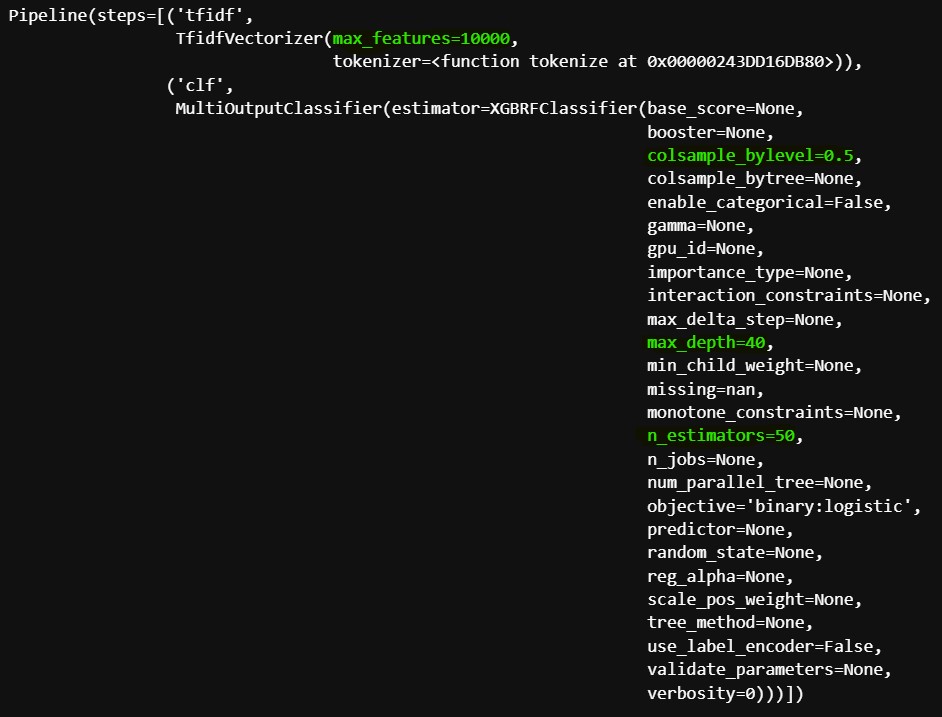 Pipeline(steps=[('tfidf',
TfidfVectorizer(max_features=10000,
tokenizer=<function tokenize at 0x00000243DD16DB80>)),
('clf',
MultiOutputClassifier(estimator=XGBRFClassifier(base_score=None,
booster=None,
colsample_bylevel=0.5,
colsample_bytree=None,
enable_categorical=False,
gamma=None,
gpu_id=None,
importance_type=None,
interaction_constraints=None,
max_delta_step=None,
max_depth=40,
min_child_weight=None,
missing=nan,
monotone_constraints=None,
n_estimators=50,
n_jobs=None,
num_parallel_tree=None,
objective='binary:logistic',
predictor=None,
random_state=None,
reg_alpha=None,
scale_pos_weight=None,
tree_method=None,
use_label_encoder=False,
validate_parameters=None,
verbosity=0)))])